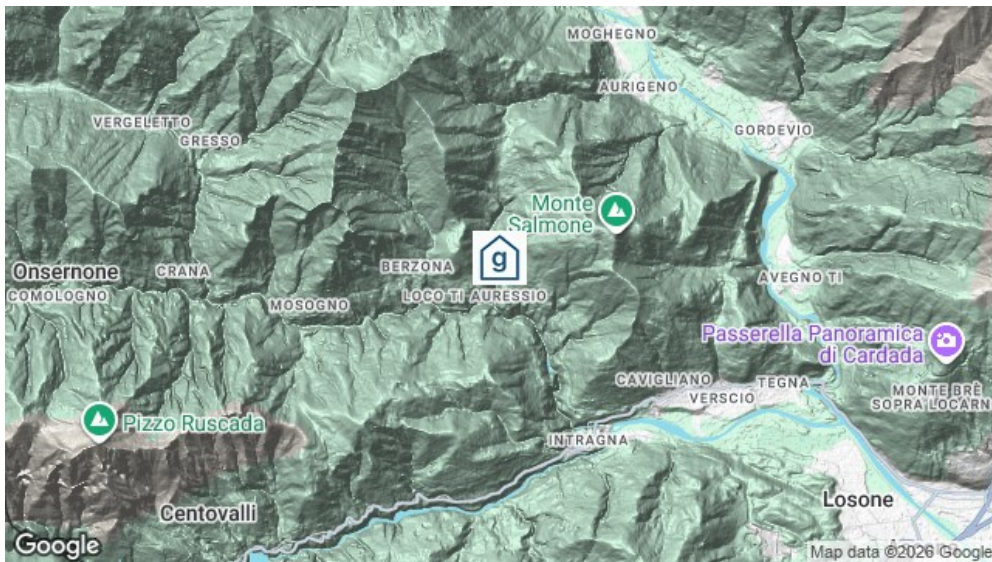 MOGHEGNO
AURIGENO
VERGELETTO
GORDEVIO
GRESSO
Monte
Salmone
g
BERZONA
Onsernone
CRANA
AVEGNO TI
COMOLOGNO
LOCO TI AURESSIO
MOSOGNO
Passerella Panoramica
di Cardada
CAVIGLIANO
TEGNA
VERSCIO
MONTE BRÈ
SOPRA LOCARN
Pizzo Ruscada
INTRAGNA
Centovalli
Losone
Google
Map data ©2026 Google